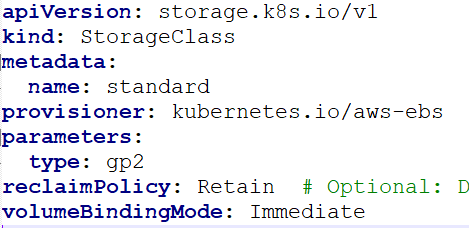 apiVersion: storage.k8s.io/v1
kind: StorageClass
metadata:
  name: standard
provisioner: kubernetes.io/aws-ebs
parameters:
  type: gp2
reclaimPolicy: Retain  # Optional: D
volumeBindingMode: Immediate